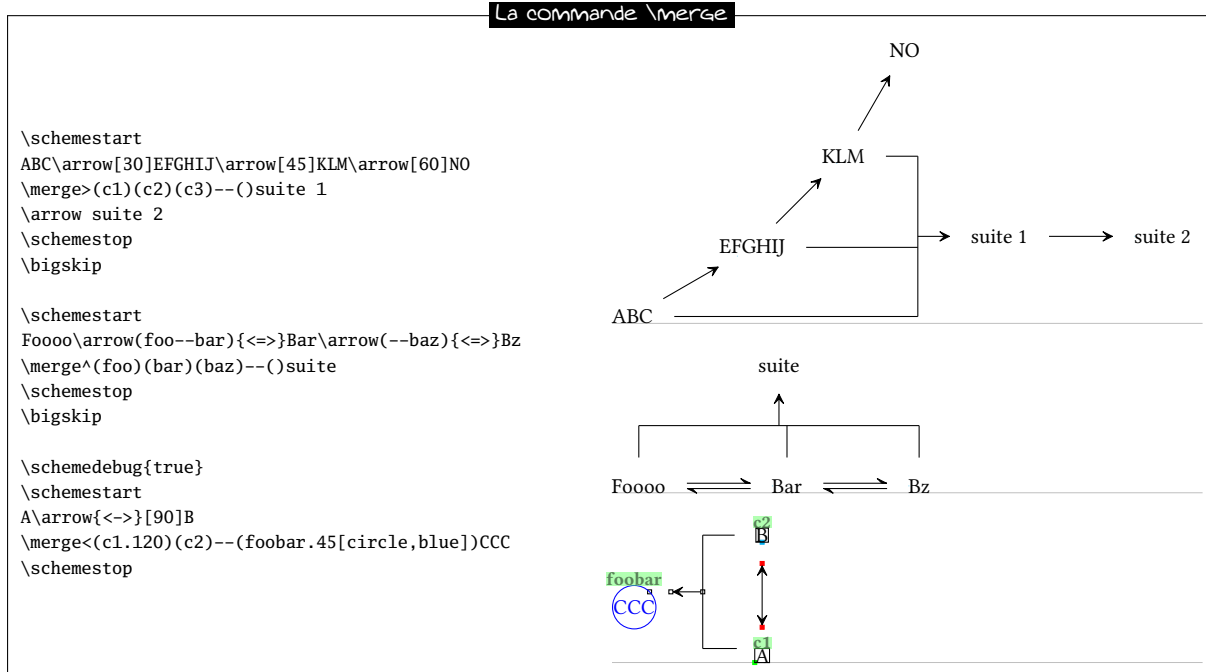 La commande \merge
\schemestart
ABC\arrow[30]EFGHIJ\arrow[45]KLM\arrow[60]NO
\merge>(c1)(c2)(c3)--()suite 1
\arrow suite 2
\schemestop
\bigskip
\schemestart
Foooo\arrow(foo--bar){<=>}Bar\arrow(--baz){<=>}Bz
\merge^(foo)(bar)(baz)--()suite
\schemestop
\bigskip
\schemedebug{true}
\schemestart
A\arrow{<->}[90]B
\merge<(c1.120)(c2)--(foobar.45[circle,blue])CCC
\schemestop
NO
KLM
suite 1 suite 2
EFGHIJ
ABC
suite
Foooo Bar Bz
c2
B
foobar
CCC
c1
A